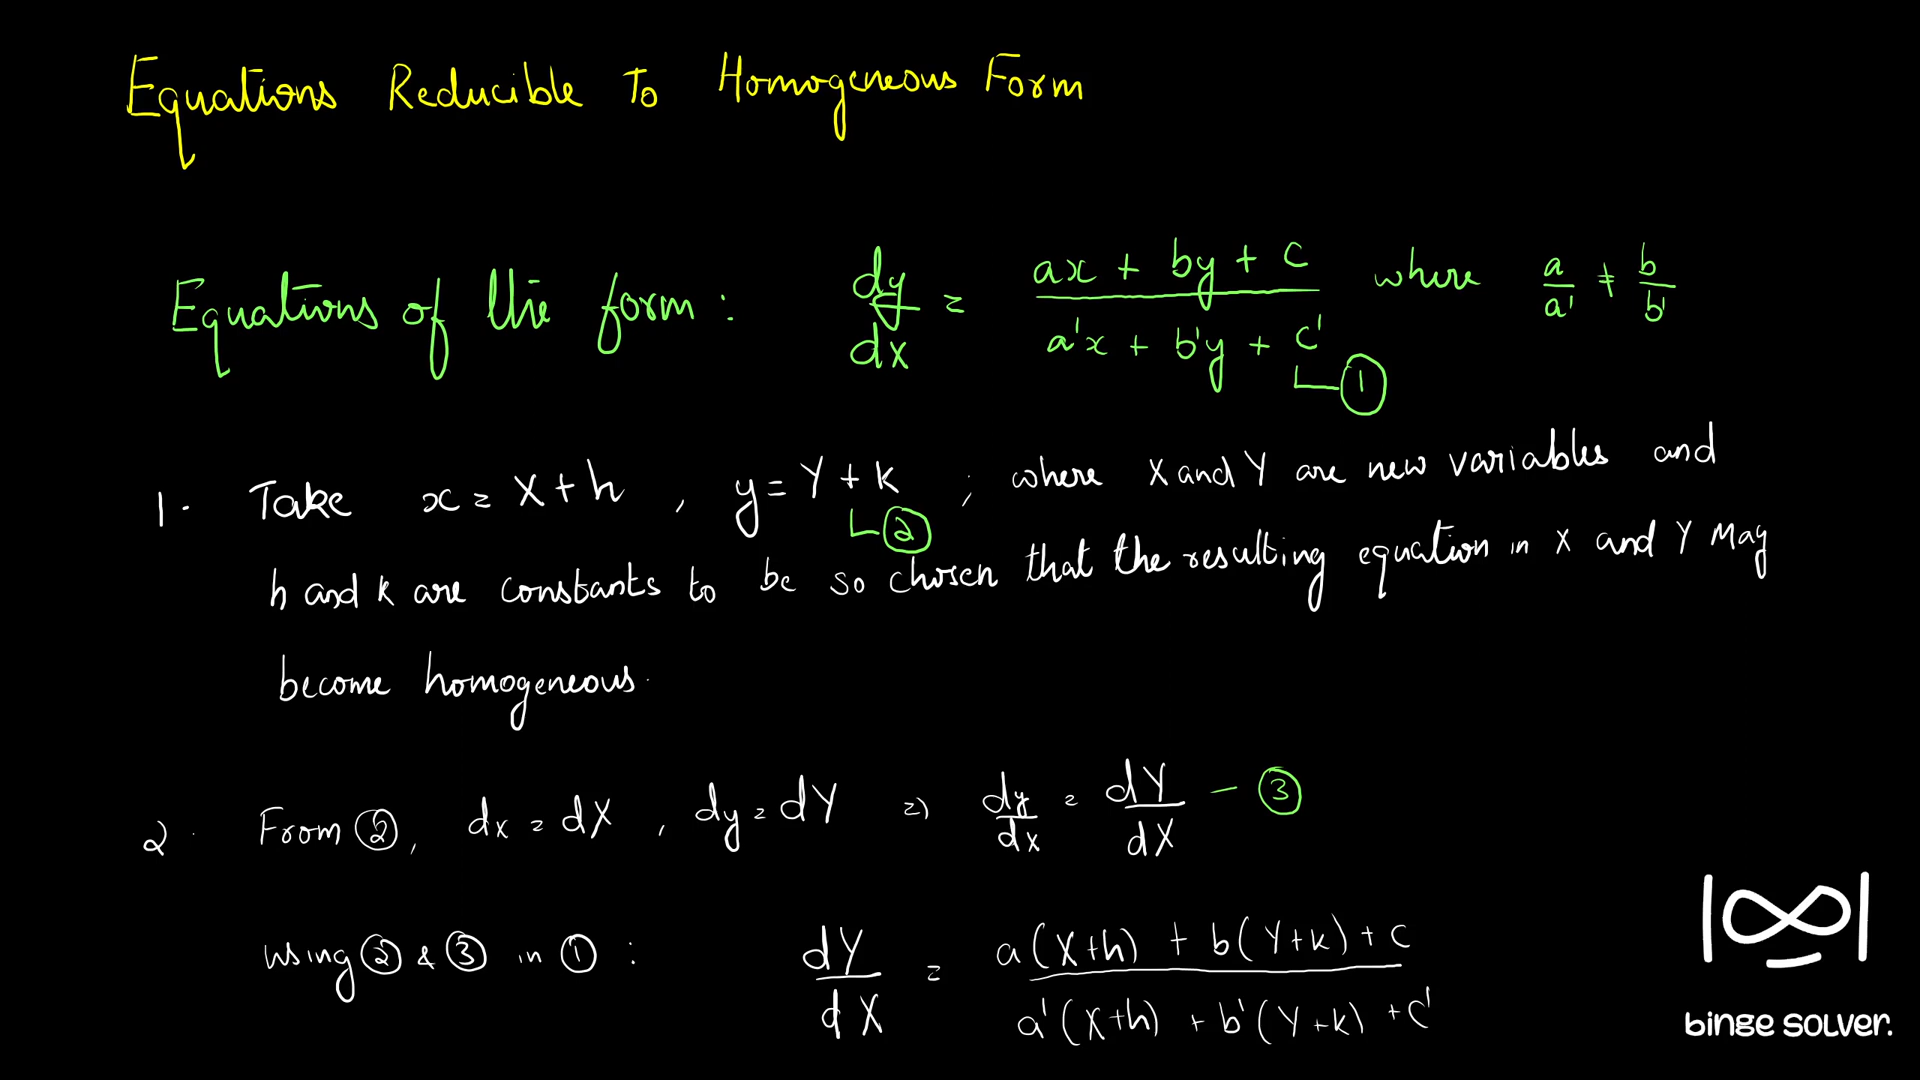 Equations Reducible To Homogeneous Form
Equations of the form : dy/dx = (ax + by + c)/(a'x + b'y + c') where a/a' ≠ b/b' ①
1. Take x = X + h , y = Y + k ② ; where X and Y are new variables and
h and k are constants to be so chosen that the resulting equation in X and Y may
become homogeneous.
2. From ②, dx = dX , dy = dY => dy/dx = dY/dX - ③
using ② & ③ in ① : dY/dX = (a(X+h) + b(Y+k) + c)/(a'(X+h) + b'(Y+k) + c')
binge solver.